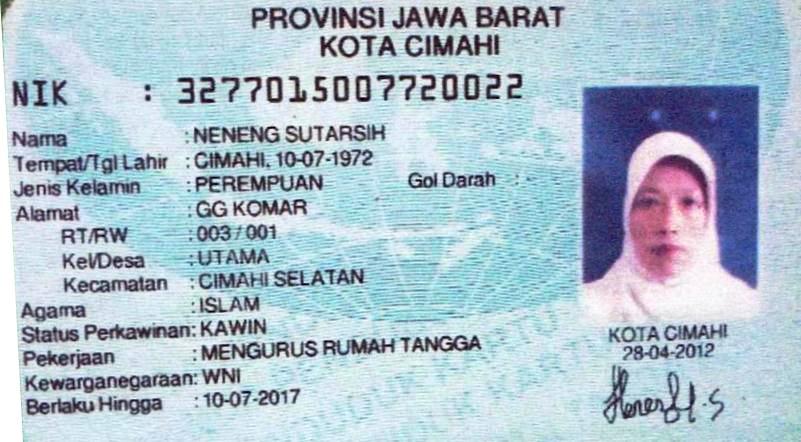 PROVINSI JAWA BARAT
KOTA CIMAHI
NIK : 3277015007720022
Nama : NENENG SUTARSIH
Tempat/Tgl Lahir : CIMAHI, 10-07-1972
Jenis Kelamin : PEREMPUAN Gol Darah : -
Alamat : GG KOMAR
RT/RW : 003 / 001
Kel/Desa : UTAMA
Kecamatan : CIMAHI SELATAN
Agama : ISLAM
Status Perkawinan: KAWIN
Pekerjaan : MENGURUS RUMAH TANGGA
Kewarganegaraan: WNI
Berlaku Hingga : 10-07-2017
KOTA CIMAHI
28-04-2012